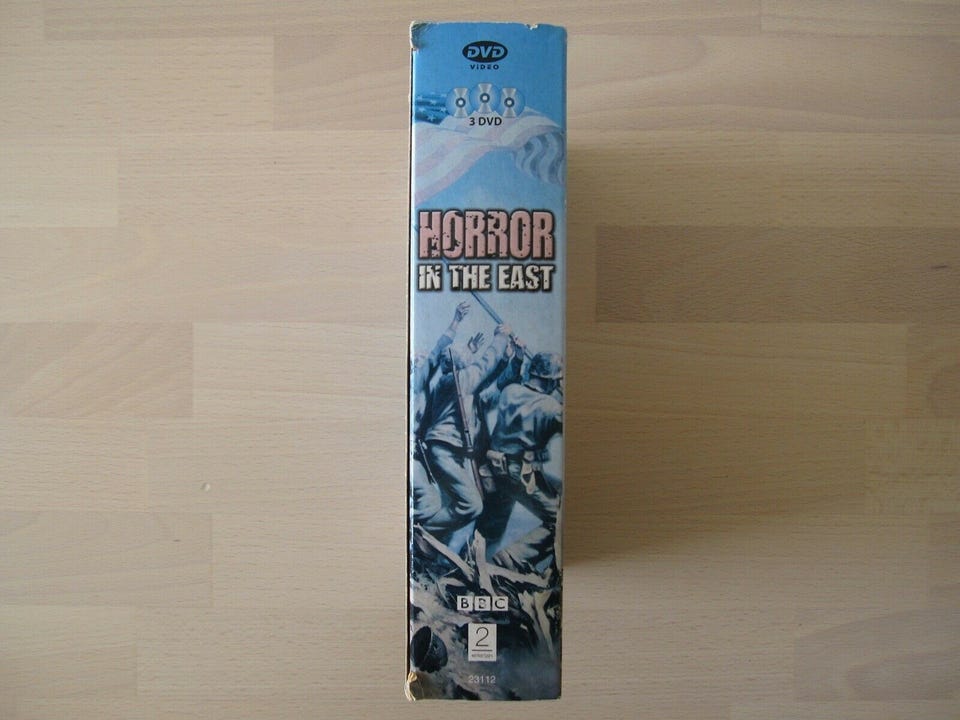 DVD
VIDEO
3 DVD
HORROR
IN THE EAST
BBC
2
23112